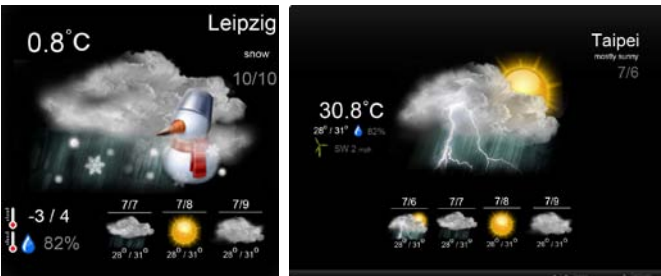 Leipzig
0.8°C
snow
10/10
-3 / 4
82%
7/7
7/8
7/9
28° / 31°
28° / 31°
28° / 31°
Taipei
mostly sunny
7/6
30.8°C
28° / 31°
82%
SW 2 mph
7/6
7/7
7/8
7/9
28° / 31°
28° / 31°
28° / 31°
28° / 31°